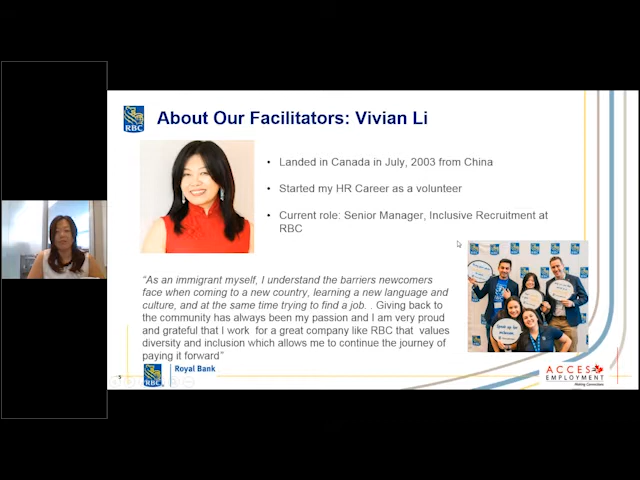 RBC
About Our Facilitators: Vivian Li
• Landed in Canada in July, 2003 from China
• Started my HR Career as a volunteer
• Current role: Senior Manager, Inclusive Recruitment at
RBC
“As an immigrant myself, I understand the barriers newcomers
face when coming to a new country, learning a new language and
culture, and at the same time trying to find a job. . Giving back to
the community has always been my passion and I am very proud
and grateful that I work for a great company like RBC that values
diversity and inclusion which allows me to continue the journey of
paying it forward”
5
RBC
Royal Bank
ACCES
EMPLOYMENT
Making Connections